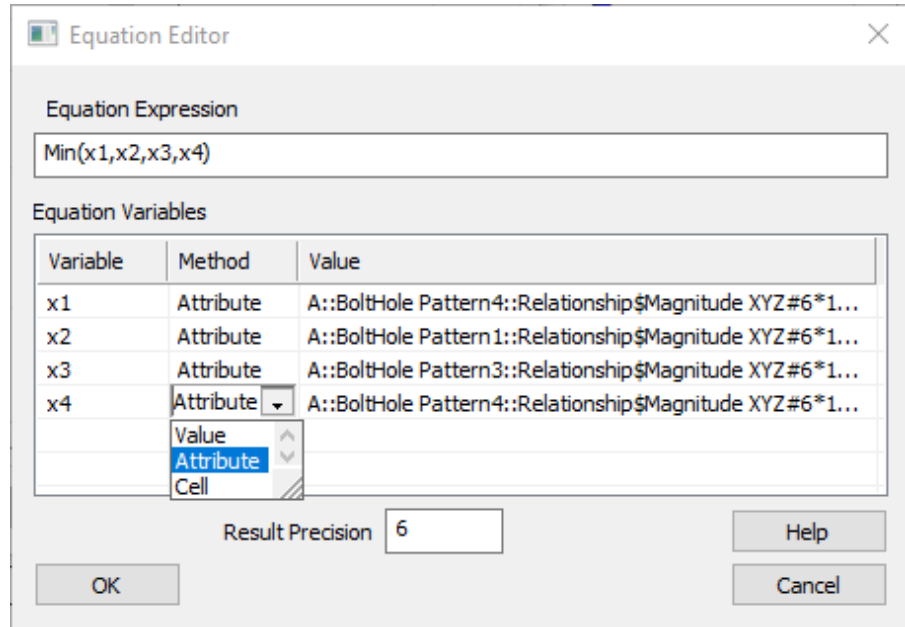 Equation Editor
Equation Expression
Min(x1,x2,x3,x4)
Equation Variables
Variable Method Value
x1 Attribute A::BoltHole Pattern4::Relationship$Magnitude XYZ#6*1...
x2 Attribute A::BoltHole Pattern1::Relationship$Magnitude XYZ#6*1...
x3 Attribute A::BoltHole Pattern3::Relationship$Magnitude XYZ#6*1...
x4 Attribute A::BoltHole Pattern4::Relationship$Magnitude XYZ#6*1...
Value
Attribute
Cell
Result Precision 6 Help
OK Cancel